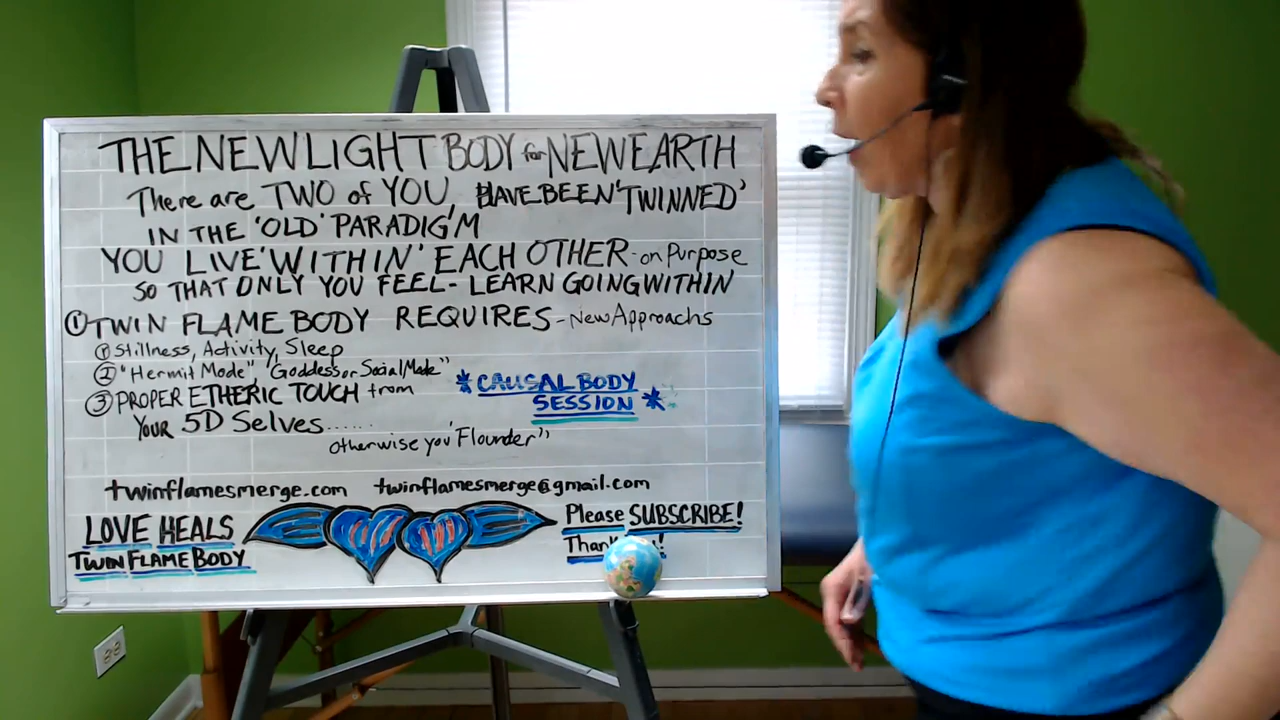 THE NEW LIGHT BODY for NEW EARTH
There are TWO of YOU, HAVE BEEN 'TWINNED'
IN THE 'OLD' PARADIG'M
YOU LIVE 'WITHIN' EACH OTHER - on Purpose
SO THAT ONLY YOU FEEL - LEARN GOING WITHIN
① TWIN FLAME BODY REQUIRES - New Approachs
① Stillness, Activity, Sleep
② "Hermit Mode", "Goddess or Social Mode"
③ PROPER ETHERIC TOUCH from
YOUR 5D Selves......
otherwise you 'Flounder"
* CAUSAL BODY
SESSION *
twinflamesmerge.com twinflamesmerge@gmail.com
LOVE HEALS
TWIN FLAME BODY
Please SUBSCRIBE!